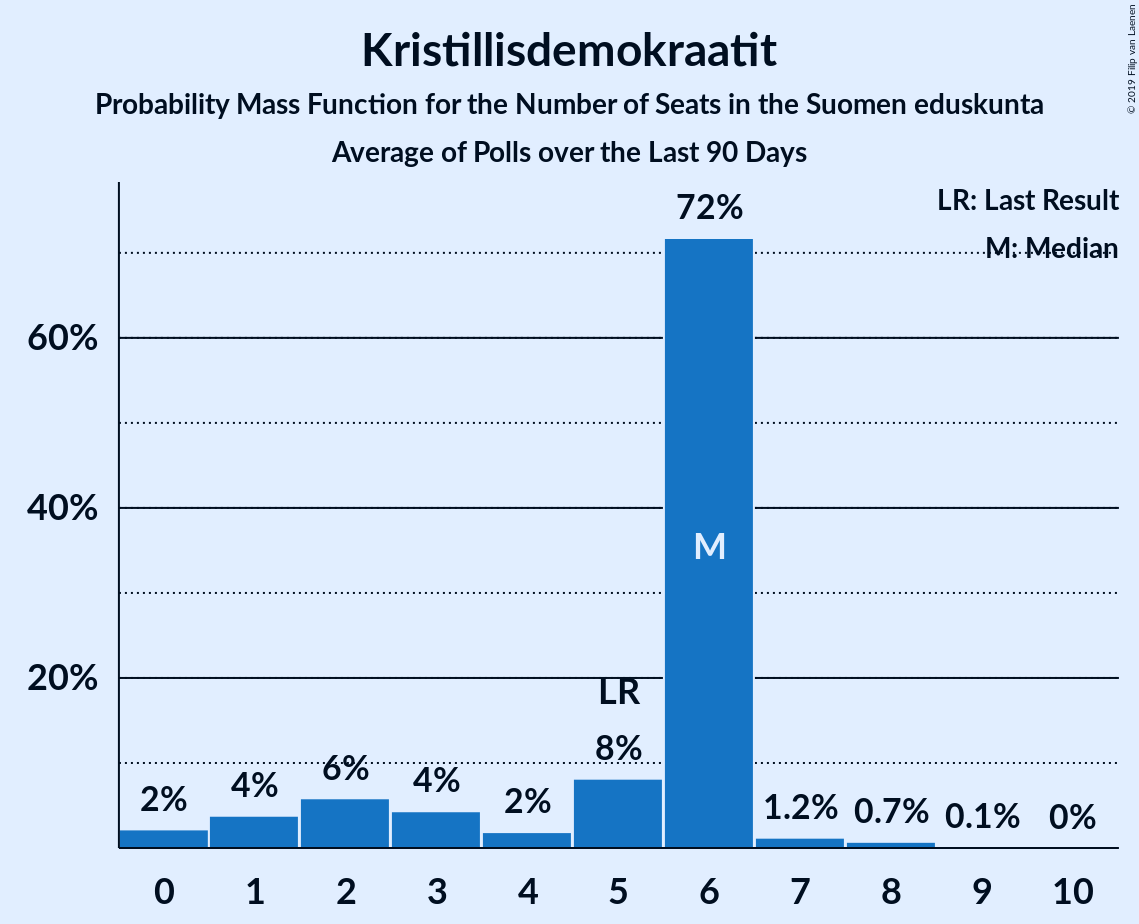 Kristillisdemokraatit
Probability Mass Function for the Number of Seats in the Suomen eduskunta
Average of Polls over the Last 90 Days
© 2019 Filip van Laenen
LR: Last Result
M: Median
60%
40%
20%
2%
4%
6%
4%
2%
LR
8%
72%
M
1.2%
0.7%
0.1%
0%
0 1 2 3 4 5 6 7 8 9 10